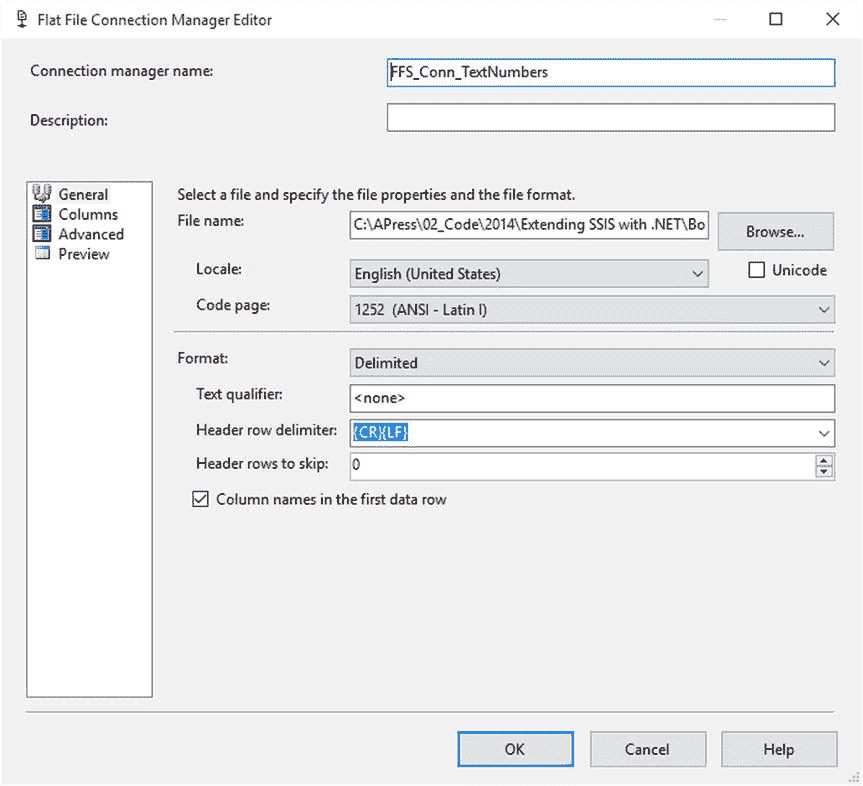 Flat File Connection Manager Editor
Connection manager name: FFS_Conn_TextNumbers
Description:
General
Columns
Advanced
Preview
Select a file and specify the file properties and the file format.
File name: C:\APress\02_Code\2014\Extending SSIS with .NET\Bo Browse...
Locale: English (United States) Unicode
Code page: 1252 (ANSI - Latin I)
Format: Delimited
Text qualifier: <none>
Header row delimiter: {CR}{LF}
Header rows to skip: 0
Column names in the first data row
OK Cancel Help